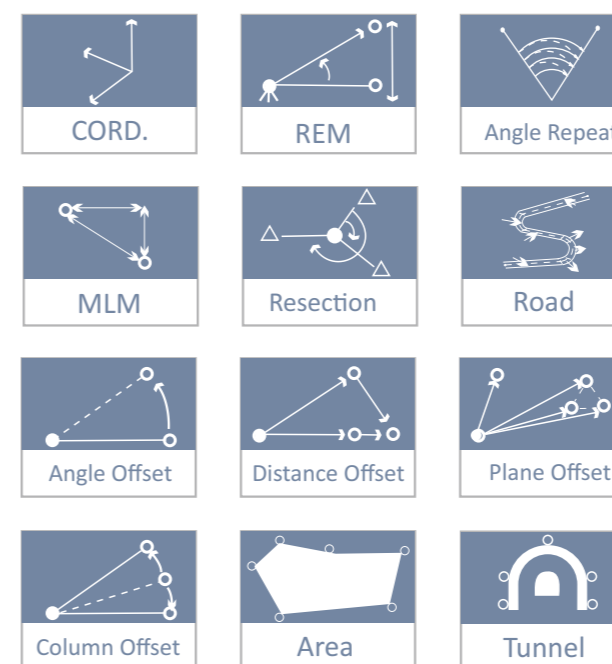 CORD.
REM
Angle Repeat
MLM
Resection
Road
Angle Offset
Distance Offset
Plane Offset
Column Offset
Area
Tunnel